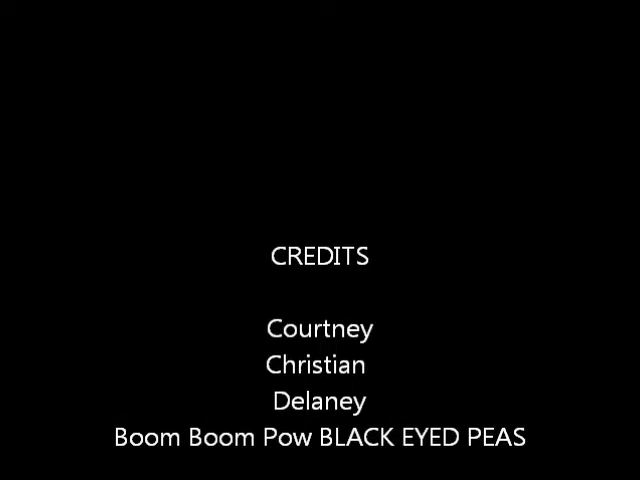 CREDITS
Courtney
Christian
Delaney
Boom Boom Pow BLACK EYED PEAS